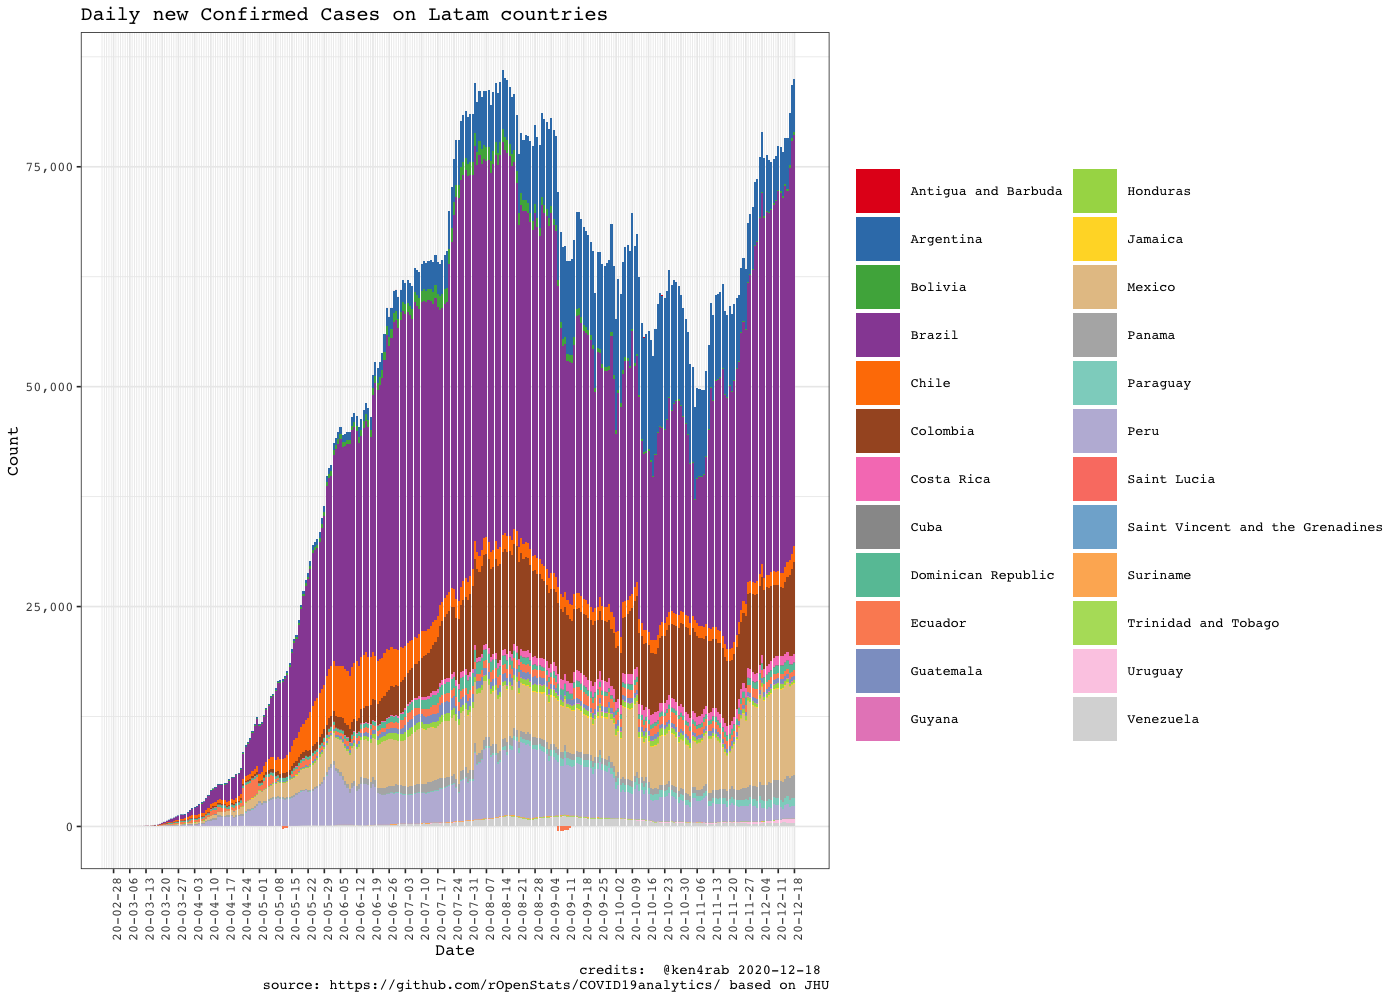 Daily new Confirmed Cases on Latam countries
Count
75,000
50,000
25,000
0
20-02-28
20-03-06
20-03-13
20-03-20
20-03-27
20-04-03
20-04-10
20-04-17
20-04-24
20-05-01
20-05-08
20-05-15
20-05-22
20-05-29
20-06-05
20-06-12
20-06-19
20-06-26
20-07-03
20-07-10
20-07-17
20-07-24
20-07-31
20-08-07
20-08-14
20-08-21
20-08-28
20-09-04
20-09-11
20-09-18
20-09-25
20-10-02
20-10-09
20-10-16
20-10-23
20-10-30
20-11-06
20-11-13
20-11-20
20-11-27
20-12-04
20-12-11
20-12-18
Date
Antigua and Barbuda
Argentina
Bolivia
Brazil
Chile
Colombia
Costa Rica
Cuba
Dominican Republic
Ecuador
Guatemala
Guyana
Honduras
Jamaica
Mexico
Panama
Paraguay
Peru
Saint Lucia
Saint Vincent and the Grenadines
Suriname
Trinidad and Tobago
Uruguay
Venezuela
credits:  @ken4rab 2020-12-18
source: https://github.com/rOpenStats/COVID19analytics/ based on JHU